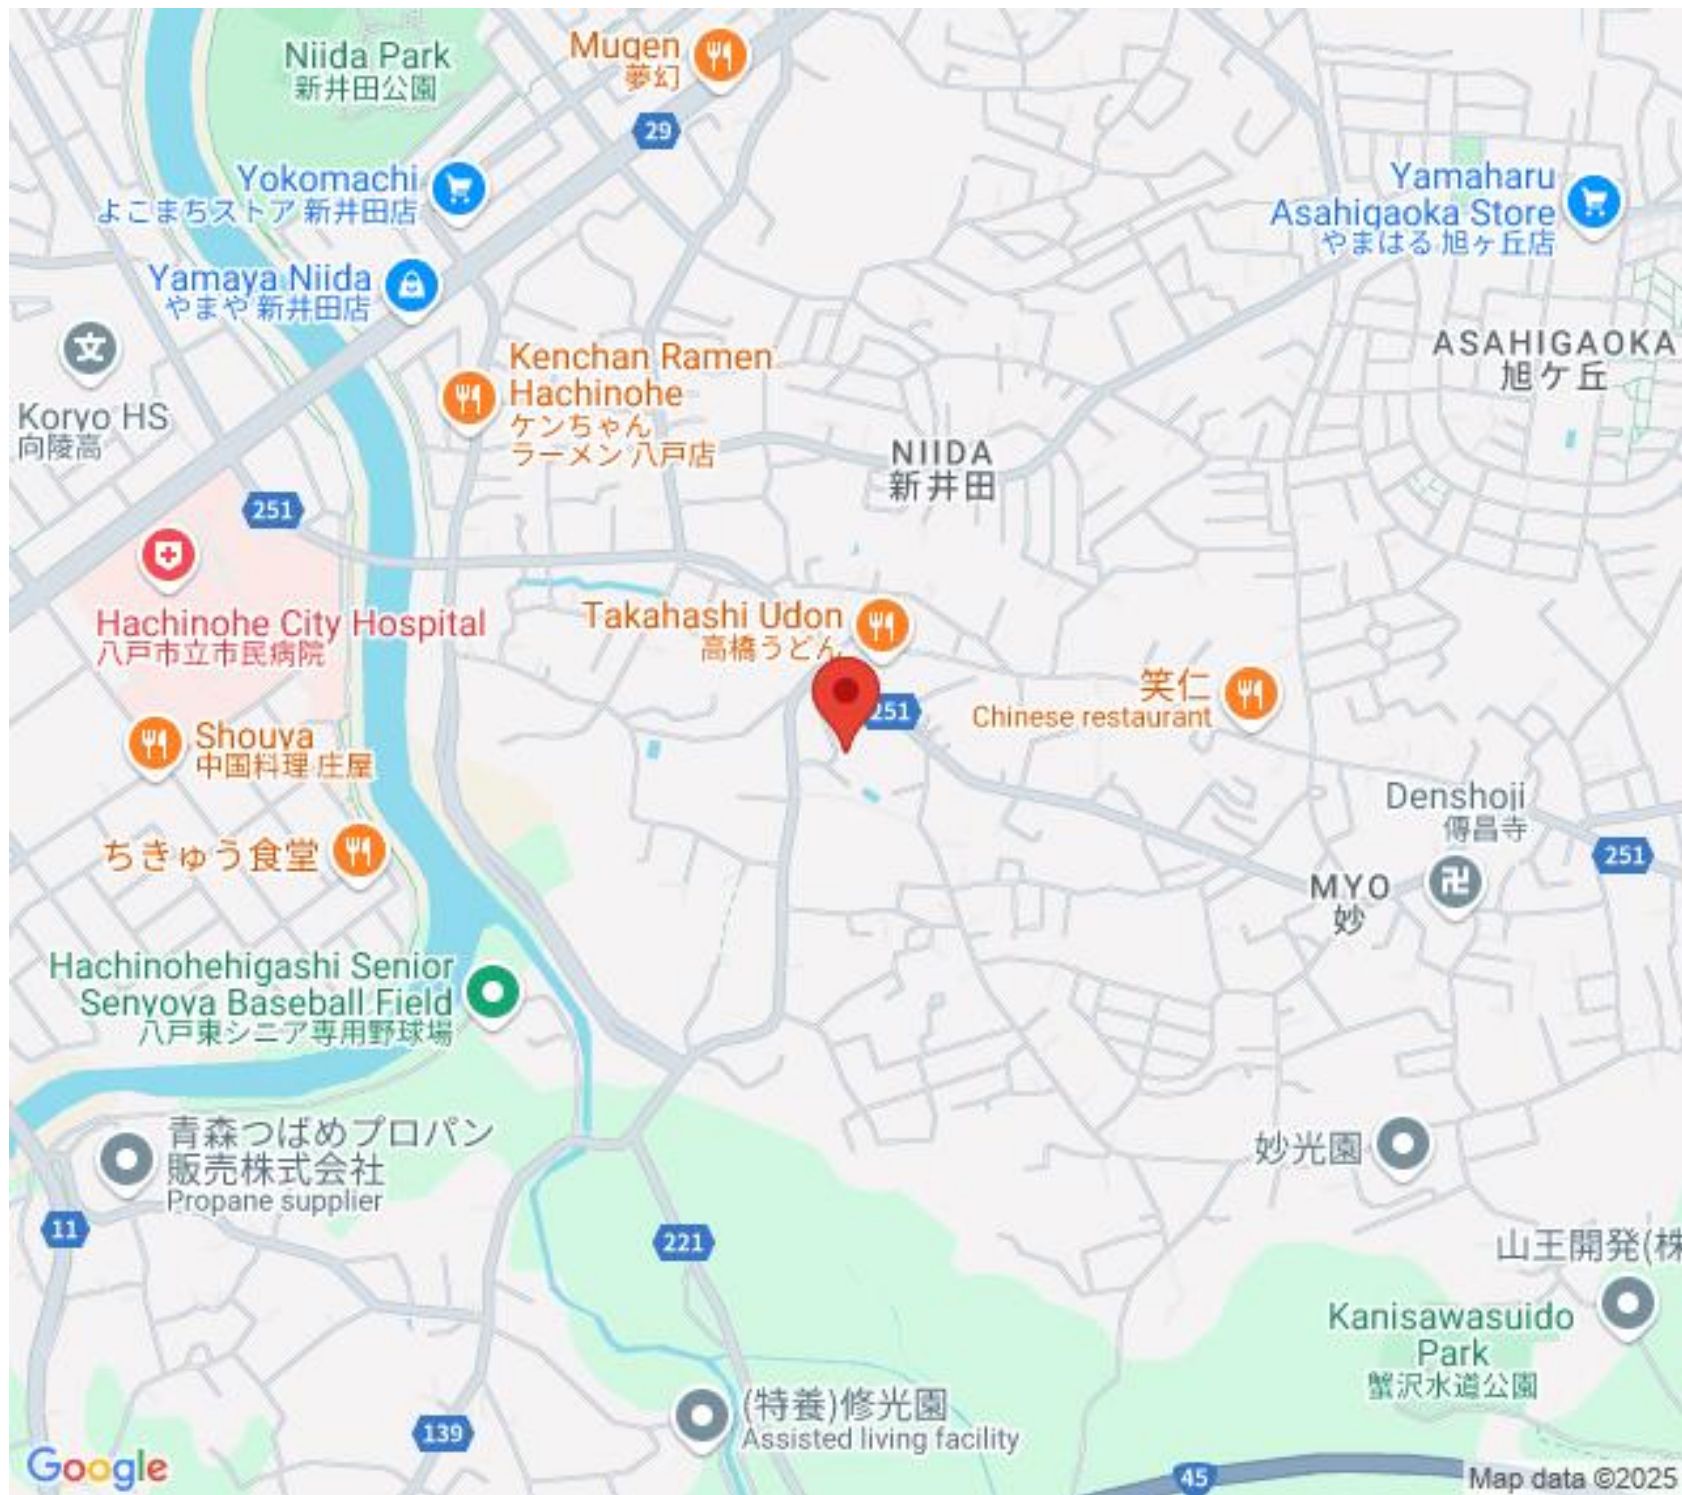 Niida Park
新井田公園
Mugen
夢幻
29
Yokomachi
よこまちストア 新井田店
Yamaharu
Asahigaoka Store
やまはる 旭ヶ丘店
Yamaya Niida
やまや 新井田店
文
Koryo HS
向陵高
Kenchan Ramen
Hachinohe
ケンちゃん
ラーメン 八戸店
ASAHIGAOKA
旭ケ丘
NIIDA
新井田
251
Hachinohe City Hospital
八戸市立市民病院
Takahashi Udon
高橋うどん
251
笑仁
Chinese restaurant
Shouya
中国料理 庄屋
ちきゅう食堂
Denshoji
傳昌寺
251
MYO
妙
卍
Hachinohehigashi Senior
Senyoya Baseball Field
八戸東シニア専用野球場
青森つばめプロパン
販売株式会社
Propane supplier
妙光園
11
221
山王開発(株
Kanisawasuido
Park
蟹沢水道公園
(特養)修光園
Assisted living facility
139
45
Google
Map data ©2025